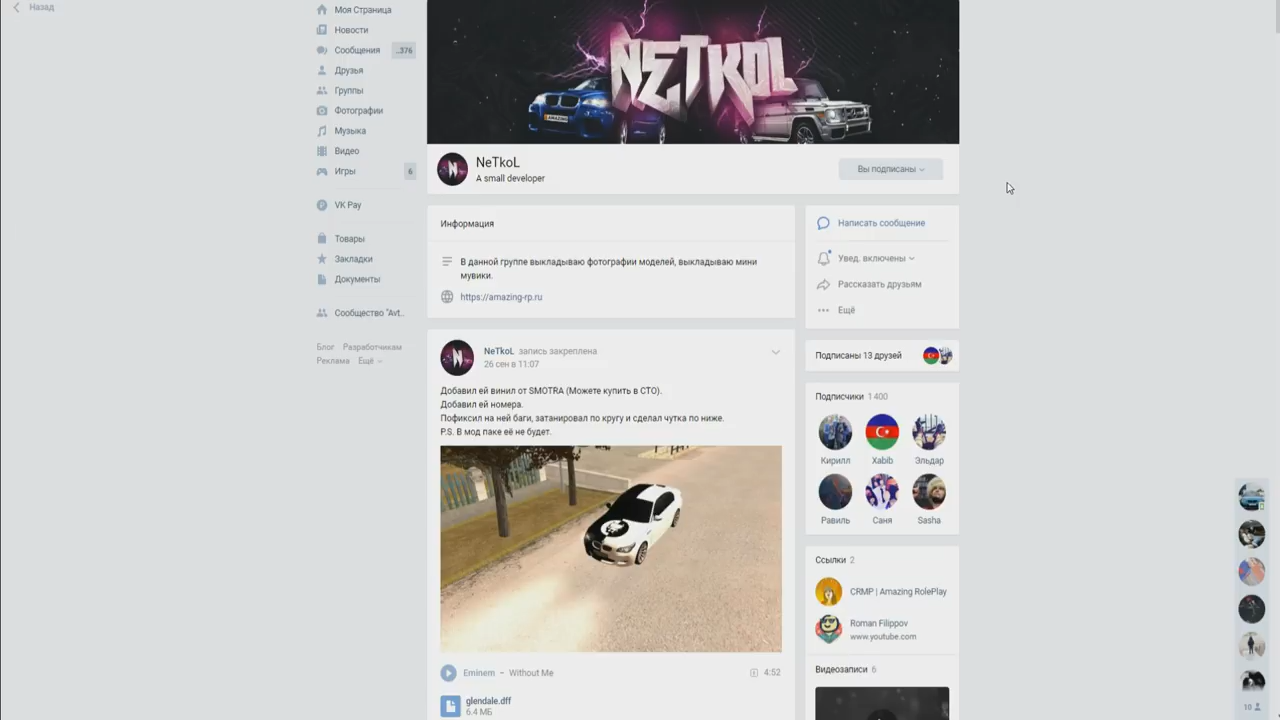 Назад
Моя Страница
Новости
Сообщения
..376
Друзья
Группы
Фотографии
Музыка
Видео
Игры
6
VK Pay
Товары
Закладки
Документы
Сообщество "Avt..
Блог Разработчикам
Реклама Ещё
NETKOL
NeTkoL
A small developer
Вы подписаны
Информация
В данной группе выкладываю фотографии моделей, выкладываю мини
мувики.
https://amazing-rp.ru
NeTkoL запись закреплена
26 сен в 11:07
Добавил ей винил от SMOTRA (Можете купить в СТО).
Добавил ей номера.
Пофиксил на ней баги, затанировал по кругу и сделал чутка по ниже.
P.S. В мод паке её не будет.
Eminem – Without Me
4:52
glendale.dff
6.4 МБ
Написать сообщение
Увед. включены
Рассказать друзьям
Ещё
Подписаны 13 друзей
Подписчики 1 400
Кирилл
Xabib
Эльдар
Равиль
Саня
Sasha
Ссылки 2
CRMP | Amazing RolePlay
Roman Filippov
www.youtube.com
Видеозаписи 6
10